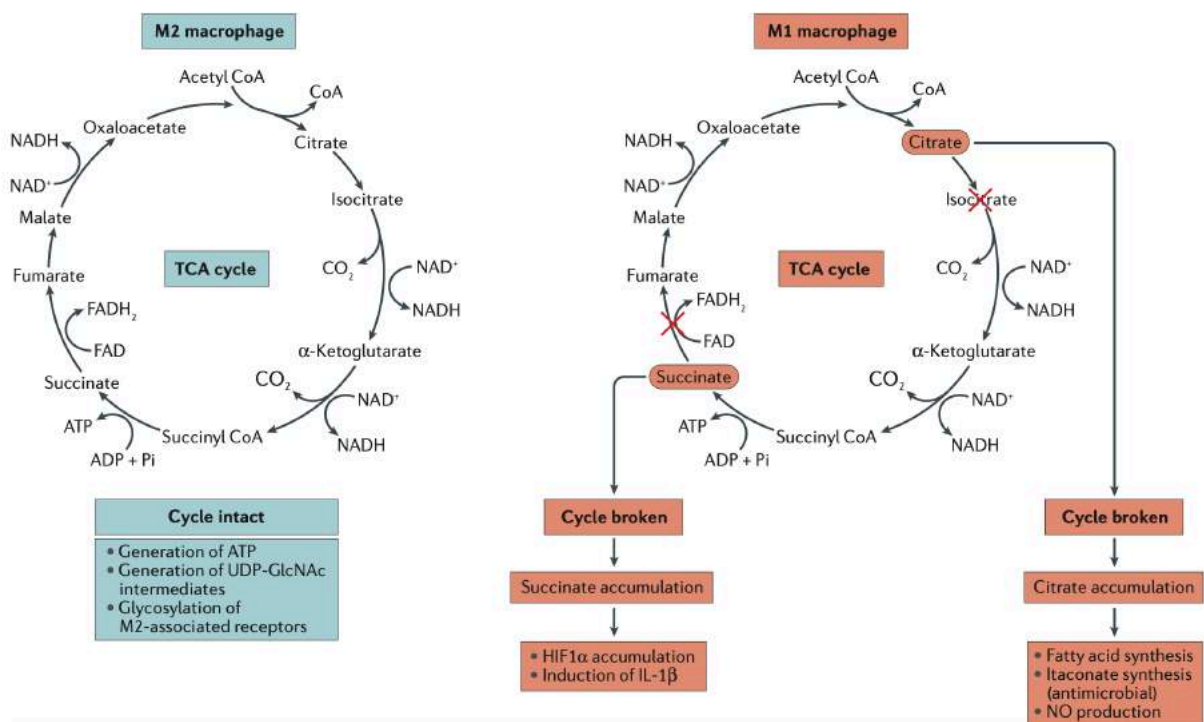 M2 macrophage
Acetyl CoA
CoA
Oxaloacetate
Citrate
NADH
NAD⁺
Isocitrate
Malate
TCA cycle
CO₂
NAD⁺
NADH
Fumarate
FADH₂
FAD
α-Ketoglutarate
Succinate
CO₂
NAD⁺
ATP
Succinyl CoA
NADH
ADP + Pi
Cycle intact
• Generation of ATP
• Generation of UDP-GlcNAc
intermediates
• Glycosylation of
M2-associated receptors
M1 macrophage
Acetyl CoA
CoA
Oxaloacetate
Citrate
NADH
NAD⁺
Isocitrate
Malate
TCA cycle
CO₂
NAD⁺
NADH
Fumarate
FADH₂
FAD
α-Ketoglutarate
Succinate
CO₂
NAD⁺
ATP
Succinyl CoA
NADH
ADP + Pi
Cycle broken
Succinate accumulation
• HIF1α accumulation
• Induction of IL-1β
Cycle broken
Citrate accumulation
• Fatty acid synthesis
• Itaconate synthesis
(antimicrobial)
• NO production